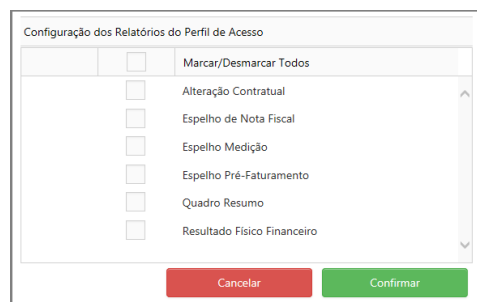 Configuração dos Relatórios do Perfil de Acesso
Marcar/Desmarcar Todos
Alteração Contratual
Espelho de Nota Fiscal
Espelho Medição
Espelho Pré-Faturamento
Quadro Resumo
Resultado Físico Financeiro
Cancelar Confirmar